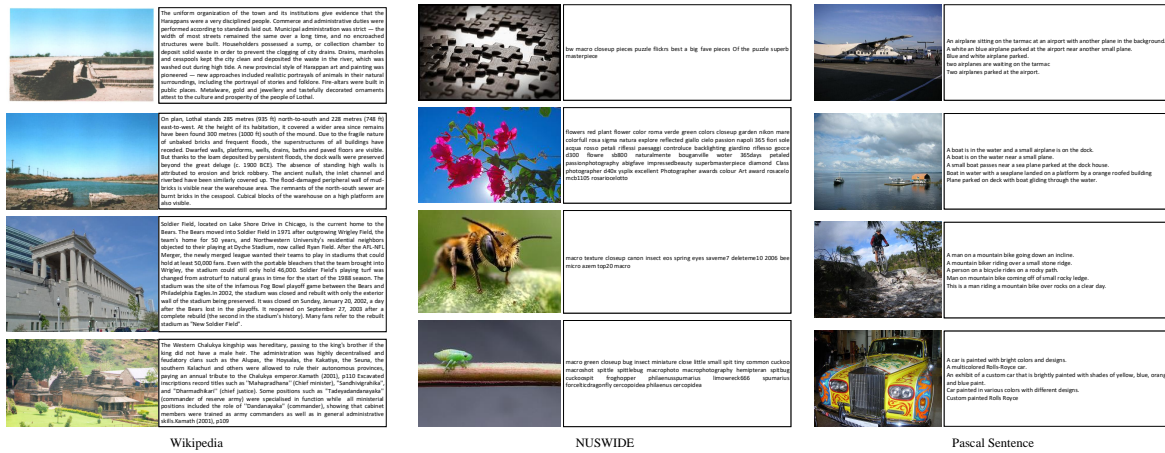 The uniform organization of the town and its institutions give evidence that the
Harappans were a very disciplined people. Commerce and administrative duties were
performed according to standards laid out. Municipal administration was strict — the
width of most streets remained the same over a long time, and no encroached
structures were built. Householders possessed a sump, or collection chamber to
deposit solid waste in order to prevent the clogging of city drains. Drains, manholes
and cesspools kept the city clean and deposited the waste in the river, which was
washed out during high tide. A new provincial style of Harappan art and painting was
pioneered — new approaches included realistic portrayals of animals in their natural
surroundings, including the portrayal of stories and folklore. Fire-altars were built in
public places. Metalware, gold and jewellery and tastefully decorated ornaments
attest to the culture and prosperity of the people of Lothal.
On plan, Lothal stands 285 metres (935 ft) north-to-south and 228 metres (748 ft)
east-to-west. At the height of its habitation, it covered a wider area since remains
have been found 300 metres (1000 ft) south of the mound. Due to the fragile nature
of unbaked bricks and frequent floods, the superstructures of all buildings have
receded. Dwarfed walls, platforms, wells, drains, baths and paved floors are visible.
But thanks to the loam deposited by persistent floods, the dock walls were preserved
beyond the great deluge (c. 1900 BCE). The absence of standing high walls is
attributed to erosion and brick robbery. The ancient nullah, the inlet channel and
riverbed have been similarly covered up. The flood-damaged peripheral wall of mud-
bricks is visible near the warehouse area. The remnants of the north-south sewer are
burnt bricks in the cesspool. Cubical blocks of the warehouse on a high platform are
also visible.
Soldier Field, located on Lake Shore Drive in Chicago, is the current home to the
Bears. The Bears moved into Soldier Field in 1971 after outgrowing Wrigley Field, the
team's home for 50 years, and Northwestern University's residential neighbors
objected to their playing at Dyche Stadium, now called Ryan Field. After the AFL-NFL
Merger, the newly merged league wanted their teams to play in stadiums that could
hold at least 50,000 fans. Even with the portable bleachers that the team brought into
Wrigley, the stadium could still only hold 46,000. Soldier Field's playing turf was
changed from astroturf to natural grass in time for the start of the 1988 season. The
stadium was the site of the infamous Fog Bowl playoff game between the Bears and
Philadelphia Eagles.In 2002, the stadium was closed and rebuilt with only the exterior
wall of the stadium being preserved. It was closed on Sunday, January 20, 2002, a day
after the Bears lost in the playoffs. It reopened on September 27, 2003 after a
complete rebuild (the second in the stadium's history). Many fans refer to the rebuilt
stadium as "New Soldier Field".
The Western Chalukya kingship was hereditary, passing to the king's brother if the
king did not have a male heir. The administration was highly decentralised and
feudatory clans such as the Alupas, the Hoysalas, the Kakatiya, the Seuna, the
southern Kalachuri and others were allowed to rule their autonomous provinces,
paying an annual tribute to the Chalukya emperor.Kamath (2001), p110 Excavated
inscriptions record titles such as "Mahapradhana" (Chief minister), "Sandhivigrahika",
and "Dharmadhikari" (chief justice). Some positions such as "Tadeyadandanayaka"
(commander of reserve army) were specialised in function while all ministerial
positions included the role of "Dandanayaka" (commander), showing that cabinet
members were trained as army commanders as well as in general administrative
skills.Kamath (2001), p109
Wikipedia
bw macro closeup pieces puzzle flickrs best a big fave pieces Of the puzzle superb
masterpiece
flowers red plant flower color roma verde green colors closeup garden nikon mare
colorful rosa sigma natura explore reflected giallo cielo passion napoli 365 fiori sole
acqua rosso petali riflessi paesaggi controluce backlighting giardino riflesso gocce
d300 flowre sb800 naturalmente bouganville woter 365days petaled
passionphotography abigfave impressedbeauty superbmasterpiece diamond Class
photographer d40x ysplix excellent Photographer awards colour Art award rosacelo
mcb1105 rosariocelotto
macro texture closeup canon insect eos spring eyes saveme7 deleteme10 2006 bee
micro axem top20 macro
macro green closeup bug insect miniature close little small spit tiny common cuckoo
macroshot spittle spittlebug macrophoto macrophotography hemipteran spitbug
cuckoospit froghopper philaenusspumarius limowreck666 spumarius
forcelticdragonfly cercopoidea philaenus cercopidea
NUSWIDE
An airplane sitting on the tarmac at an airport with another plane in the background.
A white an blue airplane parked at the airport near another small plane.
Blue and white airplane parked.
two airplanes are waiting on the tarmac
Two airplanes parked at the airport.
A boat is in the water and a small airplane is on the dock.
A boat is on the water near a small plane.
A small boat passes near a sea plane parked at the dock house.
Boat in water with a seaplane landed on a platform by a orange roofed building
Plane parked on deck with boat gliding through the water.
A man on a mountain bike going down an incline.
A mountain biker riding over a small stone ridge.
A person on a bicycle rides on a rocky path.
Man on mountain bike coming off of small rocky ledge.
This is a man riding a mountain bike over rocks on a clear day.
A car is painted with bright colors and designs.
A multicolored Rolls-Royce car.
An exhibit of a custom car that is brightly painted with shades of yellow, blue, orang
and blue paint.
Car painted in various colors with different designs.
Custom painted Rolls Royce
Pascal Sentence